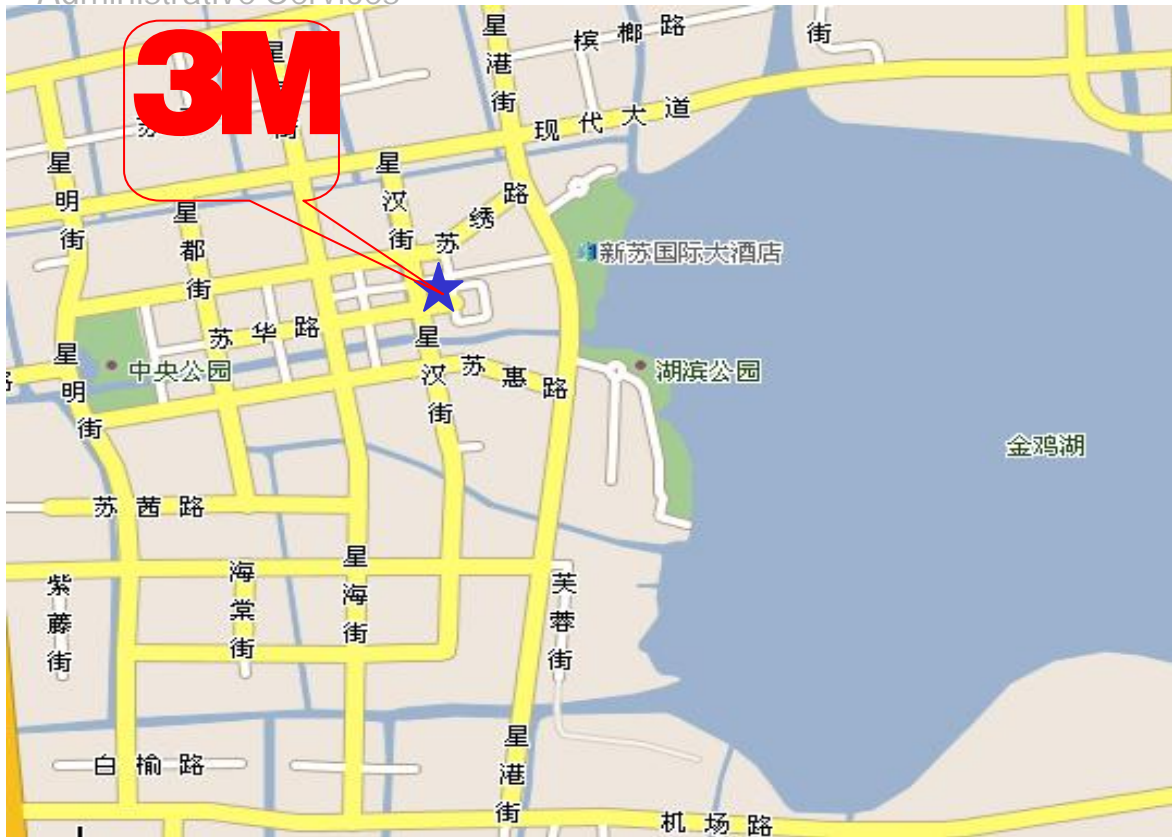 Administrative Services
3M
星港街
槟榔路
街
现代大道
星明街
星汉街
星都街
苏绣路
新苏国际大酒店
苏华路
中央公园
星明街
星汉街
苏惠路
湖滨公园
金鸡湖
苏茜路
星海街
海棠街
紫藤街
芙蓉街
白榆路
星港街
机场路